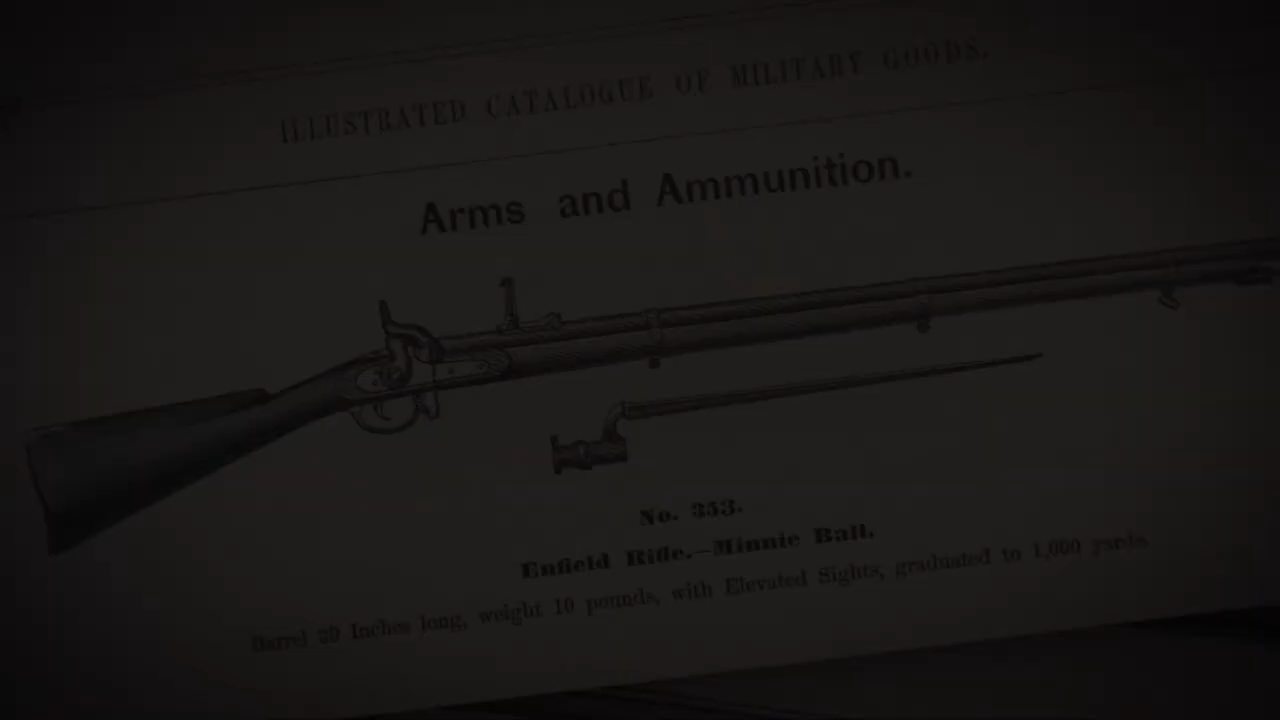 ILLUSTRATED CATALOGUE OF MILITARY GOODS.
Arms and Ammunition.
No. 353.
Enfield Rifle.—Minnie Ball.
Barrel 39 Inches long, weight 10 pounds, with Elevated Sights, graduated to 1,000 yards.